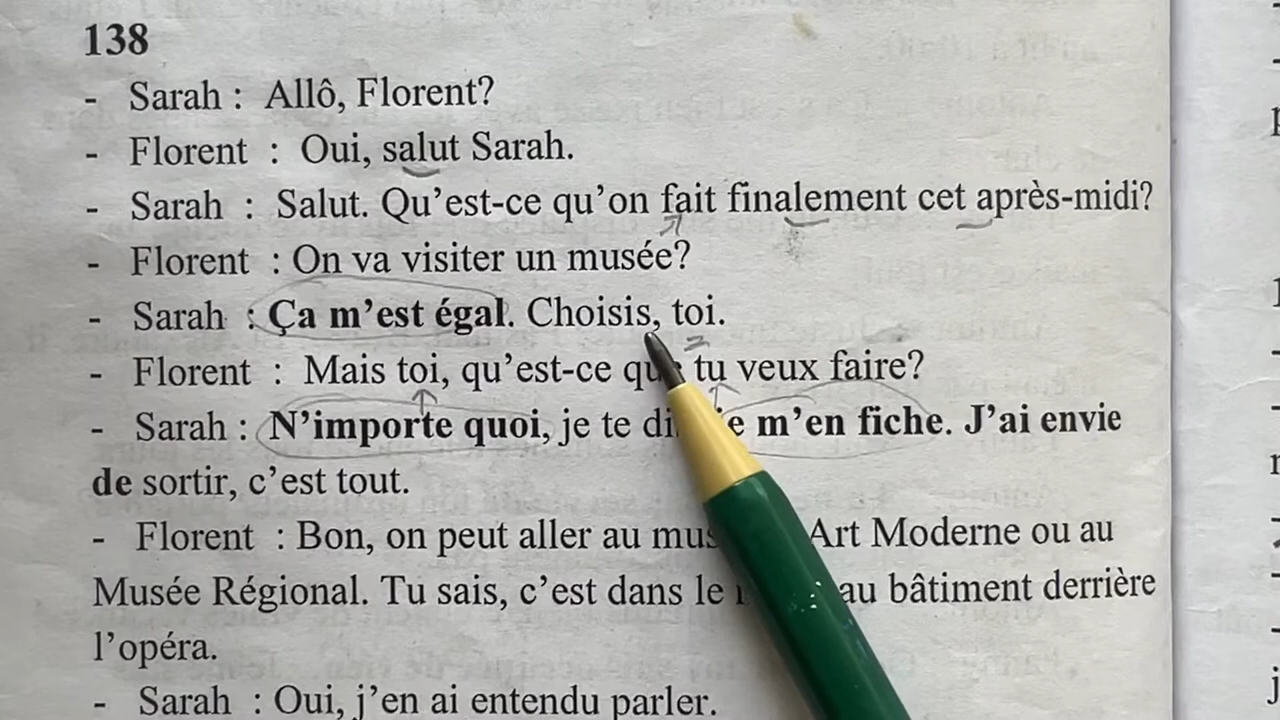 138
- Sarah : Allô, Florent?
- Florent : Oui, salut Sarah.
- Sarah : Salut. Qu'est-ce qu'on fait finalement cet après-midi?
- Florent : On va visiter un musée?
- Sarah : Ça m'est égal. Choisis, toi.
- Florent : Mais toi, qu'est-ce que tu veux faire?
- Sarah : N'importe quoi, je te m'en fiche. J'ai envie
de sortir, c'est tout.
- Florent : Bon, on peut aller au Art Moderne ou au
Musée Régional. Tu sais, c'est dans le bâtiment derrière
l'opéra.
- Sarah : Oui, j'en ai entendu parler.